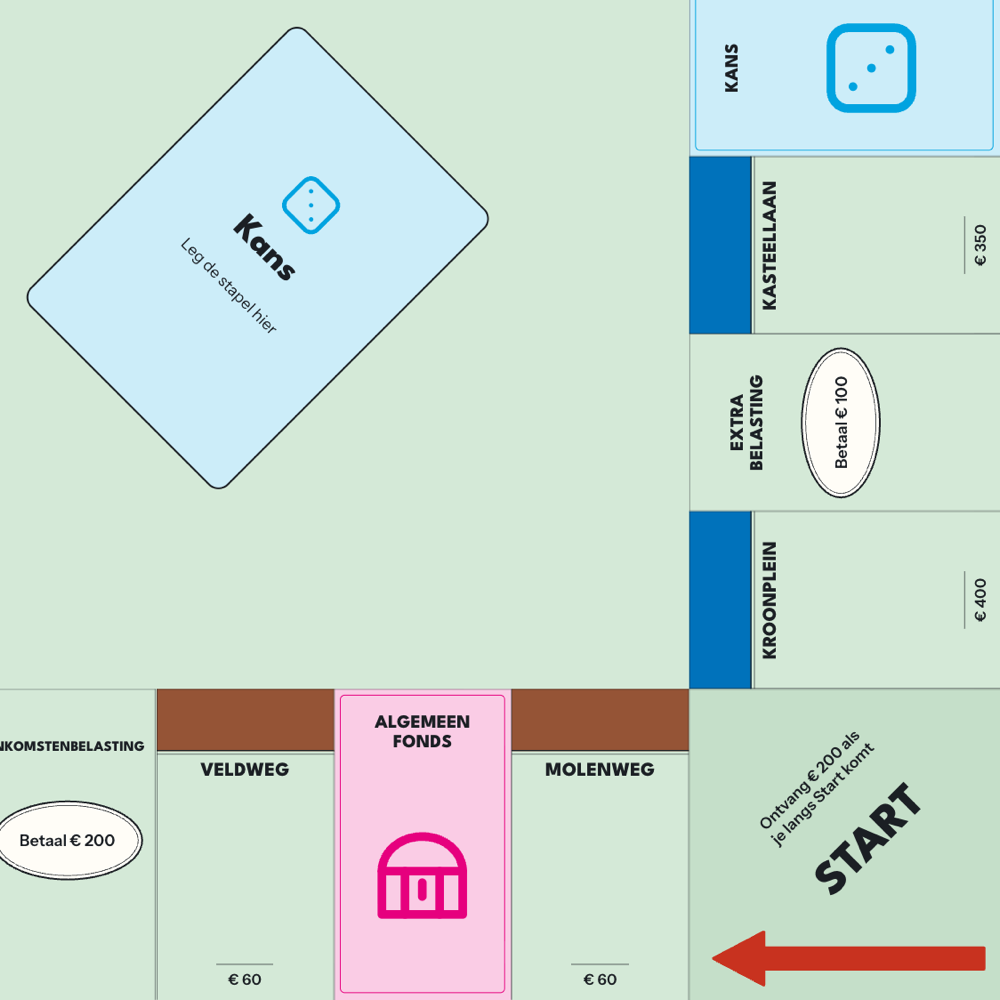 KANS
Kans
Leg de stapel hier
KASTEELLAAN
€ 350
EXTRA
BELASTING
Betaal € 100
KROONPLEIN
€ 400
NKOMSTENBELASTING
Betaal € 200
VELDWEG
€ 60
ALGEMEEN
FONDS
MOLENWEG
€ 60
Ontvang € 200 als
je langs Start komt
START